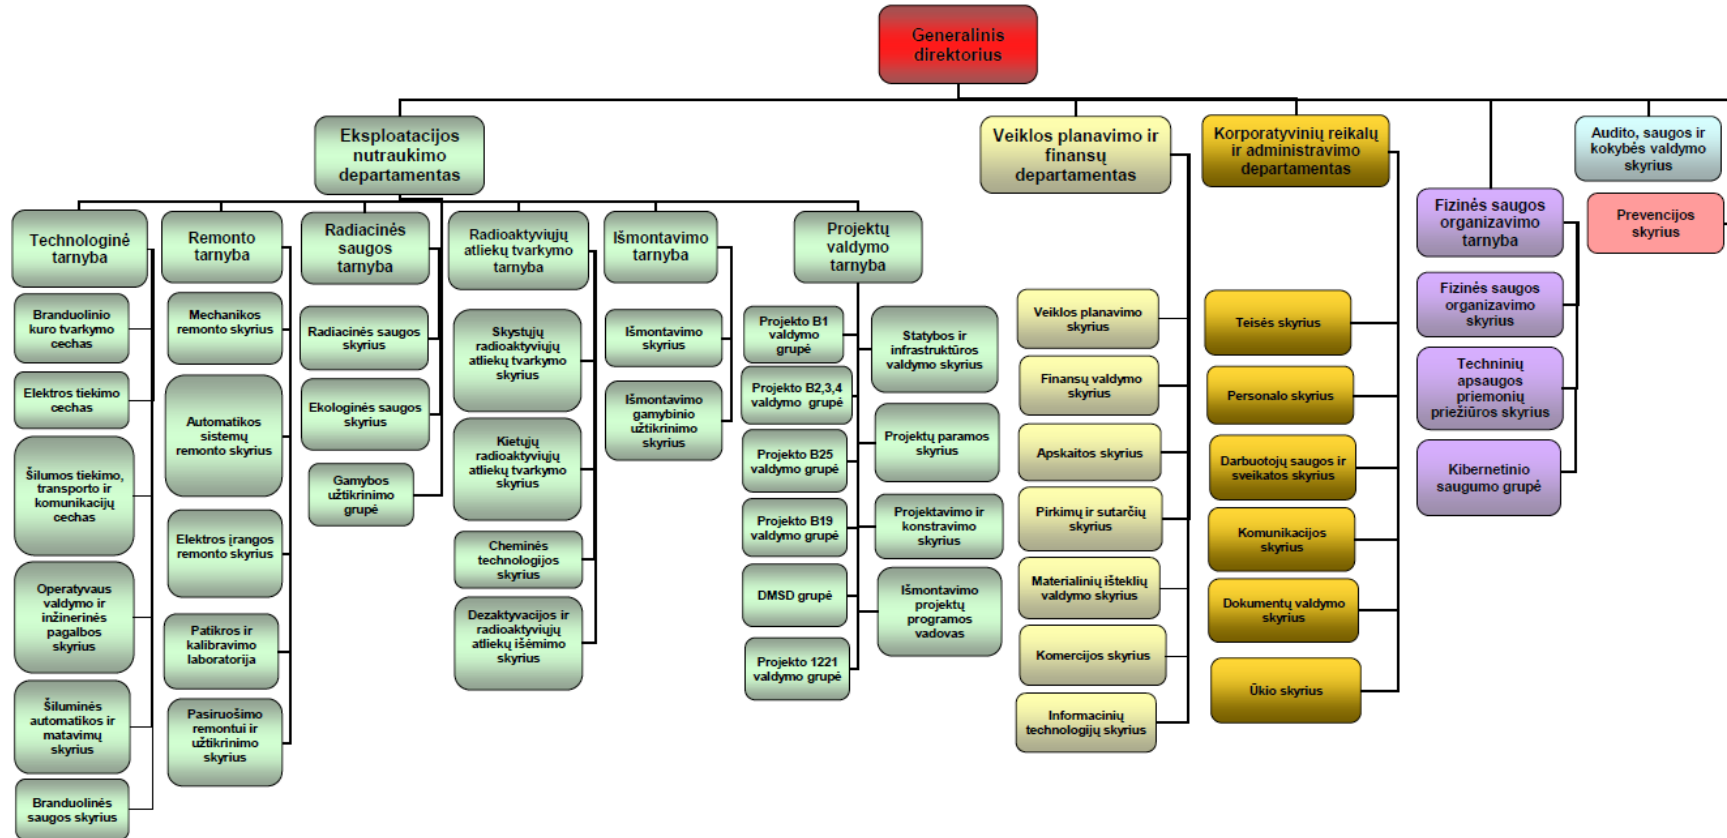 Generalinis
direktorius
Eksploatacijos
nutraukimo
departamentas
Veiklos planavimo ir
finansų
departamentas
Korporatyvinių reikalų
ir administravimo
departamentas
Audito, saugos ir
kokybės valdymo
skyrius
Prevencijos
skyrius
Technologinė
tarnyba
Branduolinio
kuro tvarkymo
cechas
Elektros tiekimo
cechas
Šilumos tiekimo,
transporto ir
komunikacijų
cechas
Operatyvaus
valdymo ir
inžinerinės
pagalbos
skyrius
Šiluminės
automatikos ir
matavimų
skyrius
Branduolinės
saugos skyrius
Remonto
tarnyba
Mechanikos
remonto skyrius
Automatikos
sistemų
remonto skyrius
Elektros įrangos
remonto skyrius
Patikros ir
kalibravimo
laboratorija
Pasiruošimo
remontui ir
užtikrinimo
skyrius
Radiacinės
saugos
tarnyba
Radiacinės saugos
skyrius
Ekologinės saugos
skyrius
Gamybos
užtikrinimo
grupė
Radioaktyviųjų
atliekų tvarkymo
tarnyba
Skystųjų
radioaktyviųjų
atliekų tvarkymo
skyrius
Kietųjų
radioaktyviųjų
atliekų tvarkymo
skyrius
Cheminės
technologijos
skyrius
Dezaktyvacijos ir
radioaktyviųjų
atliekų išėmimo
skyrius
Išmontavimo
tarnyba
Išmontavimo
skyrius
Išmontavimo
gamybinio
užtikrinimo
skyrius
Projektų
valdymo
tarnyba
Projekto B1
valdymo
grupė
Projekto B2,3,4
valdymo grupė
Projekto B25
valdymo grupė
Projekto B19
valdymo grupė
DMSD grupė
Projekto 1221
valdymo grupė
Statybos ir
infrastruktūros
valdymo skyrius
Projektų paramos
skyrius
Projektavimo ir
konstravimo
skyrius
Išmontavimo
projektų
programos
vadovas
Veiklos planavimo
skyrius
Finansų valdymo
skyrius
Apskaitos skyrius
Pirkimų ir sutarčių
skyrius
Materialinių išteklių
valdymo skyrius
Komercijos skyrius
Informacinių
technologijų skyrius
Teisės skyrius
Personalo skyrius
Darbuotojų saugos ir
sveikatos skyrius
Komunikacijos
skyrius
Dokumentų valdymo
skyrius
Ūkio skyrius
Fizinės saugos
organizavimo
tarnyba
Fizinės saugos
organizavimo
skyrius
Techninių
apsaugos
priemonių
priežiūros skyrius
Kibernetinio
saugumo grupė